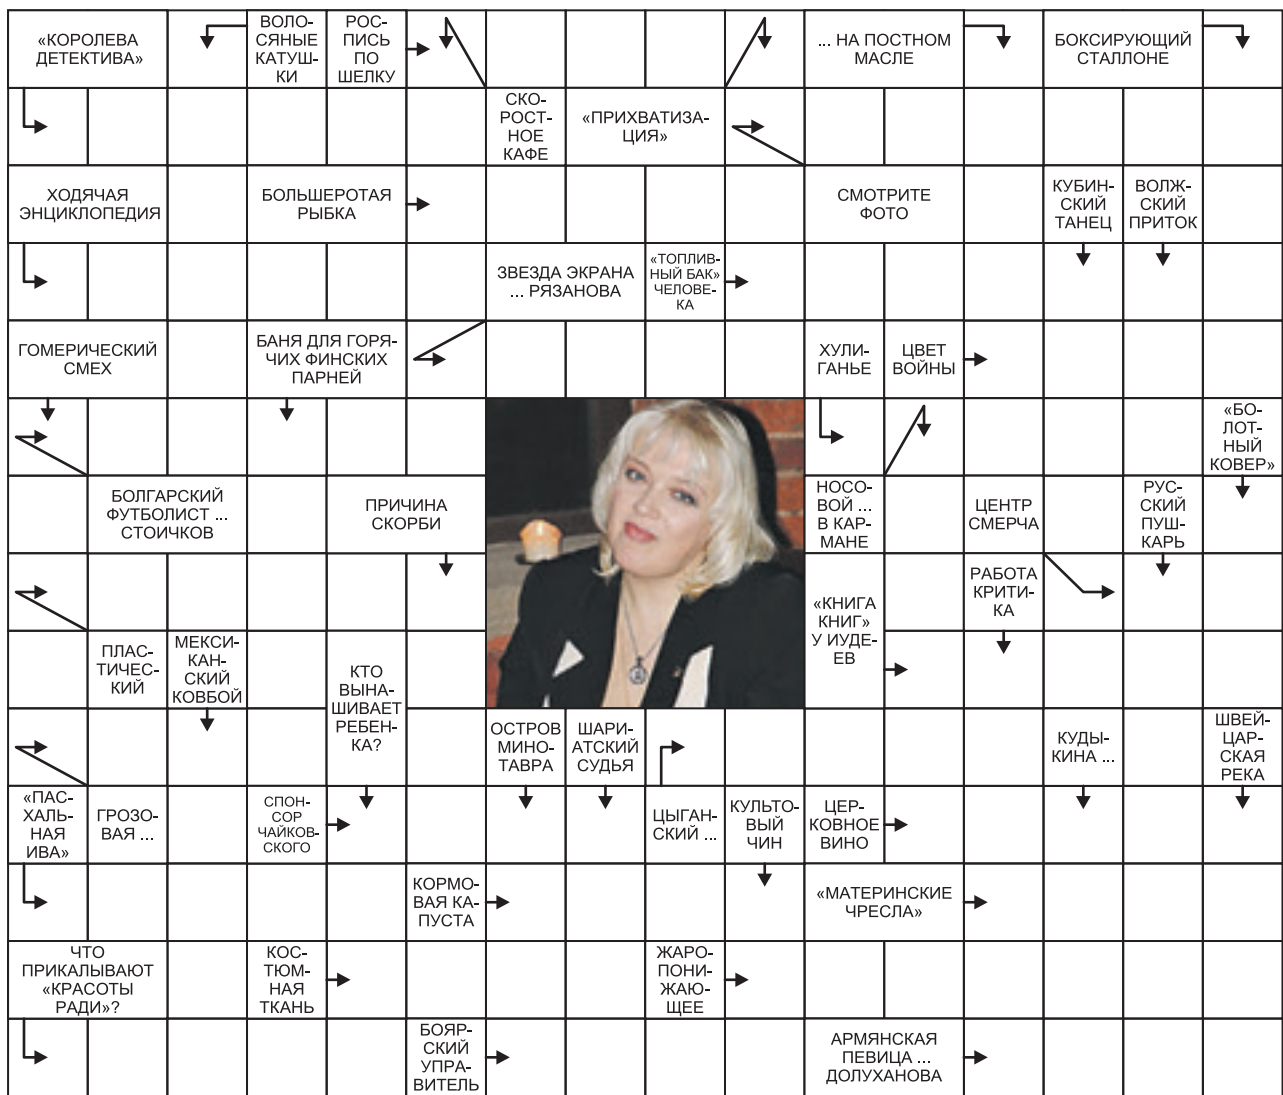 «КОРОЛЕВА
ДЕТЕКТИВА»
ВОЛО-
СЯНЫЕ
КАТУШ-
КИ
РОС-
ПИСЬ
ПО
ШЕЛКУ
... НА ПОСТНОМ
МАСЛЕ
БОКСИРУЮЩИЙ
СТАЛЛОНЕ
СКО-
РОСТ-
НОЕ
КАФЕ
«ПРИХВАТИЗА-
ЦИЯ»
ХОДЯЧАЯ
ЭНЦИКЛОПЕДИЯ
БОЛЬШЕРОТАЯ
РЫБКА
СМОТРИТЕ
ФОТО
КУБИН-
СКИЙ
ТАНЕЦ
ВОЛЖ-
СКИЙ
ПРИТОК
ЗВЕЗДА ЭКРАНА
... РЯЗАНОВА
«ТОПЛИВ-
НЫЙ БАК»
ЧЕЛОВЕ-
КА
ГОМЕРИЧЕСКИЙ
СМЕХ
БАНЯ ДЛЯ ГОРЯ-
ЧИХ ФИНСКИХ
ПАРНЕЙ
ХУЛИ-
ГАНЬЕ
ЦВЕТ
ВОЙНЫ
«БО-
ЛОТ-
НЫЙ
КОВЕР»
БОЛГАРСКИЙ
ФУТБОЛИСТ ...
СТОИЧКОВ
ПРИЧИНА
СКОРБИ
НОСО-
ВОЙ ...
В КАР-
МАНЕ
ЦЕНТР
СМЕРЧА
РУС-
СКИЙ
ПУШ-
КАРЬ
«КНИГА
КНИГ»
У ИУДЕ-
ЕВ
РАБОТА
КРИТИ-
КА
ПЛАС-
ТИЧЕС-
КИЙ
МЕКСИ-
КАН-
СКИЙ
КОВБОЙ
КТО
ВЫНА-
ШИВАЕТ
РЕБЕН-
КА?
ОСТРОВ
МИНО-
ТАВРА
ШАРИ-
АТСКИЙ
СУДЬЯ
КУДЫ-
КИНА ...
ШВЕЙ-
ЦАР-
СКАЯ
РЕКА
«ПАС-
ХАЛЬ-
НАЯ
ИВА»
ГРОЗО-
ВАЯ ...
СПОН-
СОР
ЧАЙКОВ-
СКОГО
ЦЫГАН-
СКИЙ ...
КУЛЬТО-
ВЫЙ
ЧИН
ЦЕР-
КОВНОЕ
ВИНО
КОРМО-
ВАЯ КА-
ПУСТА
«МАТЕРИНСКИЕ
ЧРЕСЛА»
ЧТО
ПРИКАЛЫВАЮТ
«КРАСОТЫ
РАДИ»?
КОС-
ТЮМ-
НАЯ
ТКАНЬ
ЖАРО-
ПОНИ-
ЖАЮ-
ЩЕЕ
БОЯР-
СКИЙ
УПРА-
ВИТЕЛЬ
АРМЯНСКАЯ
ПЕВИЦА ...
ДОЛУХАНОВА